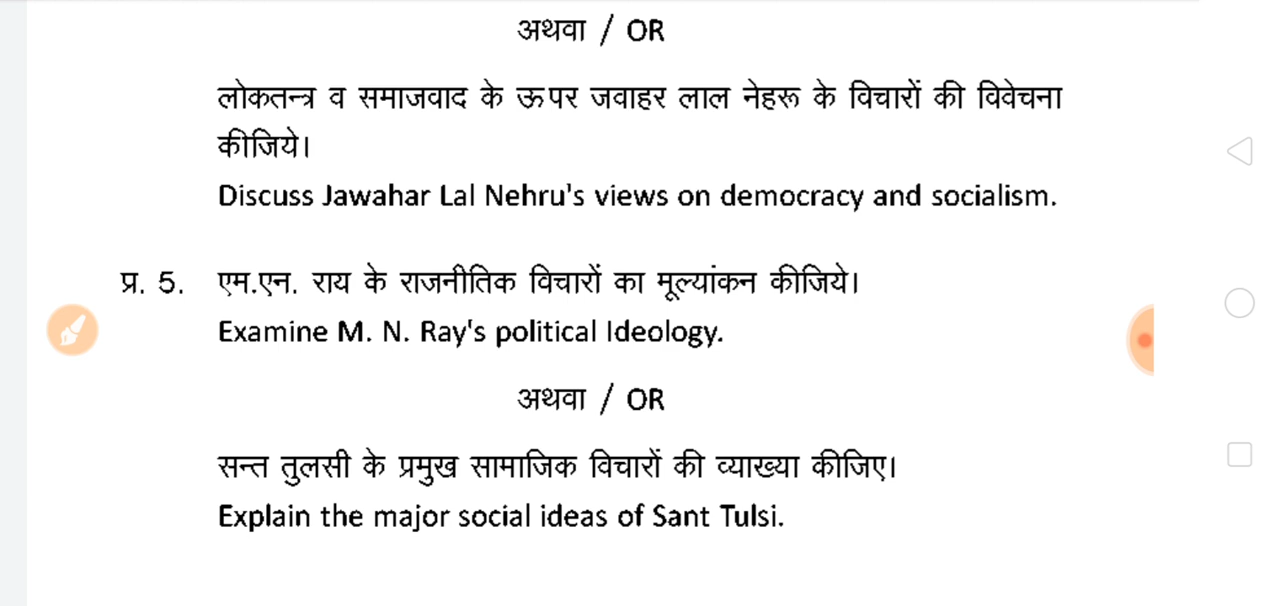 अथवा / OR
लोकतन्त्र व समाजवाद के ऊपर जवाहर लाल नेहरू के विचारों की विवेचना
कीजिये।
Discuss Jawahar Lal Nehru's views on democracy and socialism.
प्र. 5. एम.एन. राय के राजनीतिक विचारों का मूल्यांकन कीजिये।
Examine M. N. Ray's political Ideology.
अथवा / OR
सन्त तुलसी के प्रमुख सामाजिक विचारों की व्याख्या कीजिए।
Explain the major social ideas of Sant Tulsi.